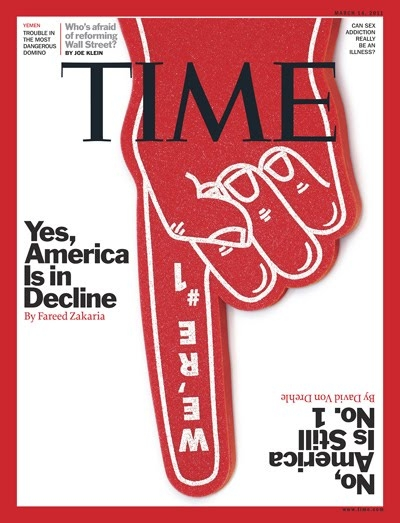 MARCH 14, 2011
YEMEN
TROUBLE IN
THE MOST
DANGEROUS
DOMINO
Who's afraid
of reforming
Wall Street?
BY JOE KLEIN
CAN SEX
ADDICTION
REALLY
BE AN
ILLNESS?
TIME
Yes,
America
Is in
Decline
By Fareed Zakaria
WE'RE #1
No,
America
Is Still
No. 1
By David Von Drehle
www.time.com